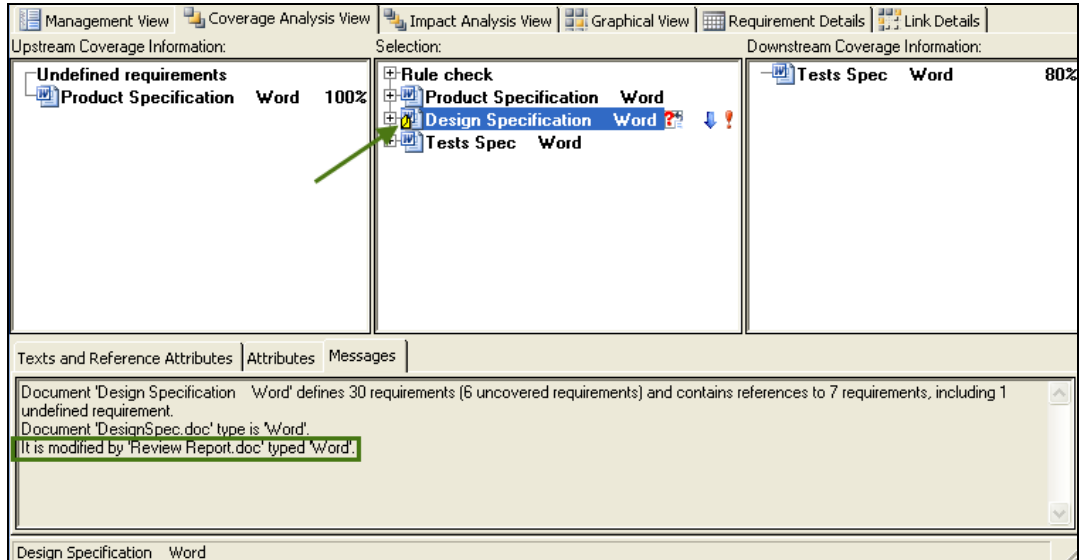 Management View Coverage Analysis View Impact Analysis View Graphical View Requirement Details Link Details
Upstream Coverage Information: Selection: Downstream Coverage Information:
Undefined requirements
Product Specification Word 100%
Rule check
Product Specification Word
Design Specification Word
Tests Spec Word
Tests Spec Word 80%
Texts and Reference Attributes Attributes Messages
Document 'Design Specification Word' defines 30 requirements (6 uncovered requirements) and contains references to 7 requirements, including 1
undefined requirement.
Document 'DesignSpec.doc' type is 'Word'.
It is modified by 'Review Report.doc' typed 'Word'.
Design Specification Word